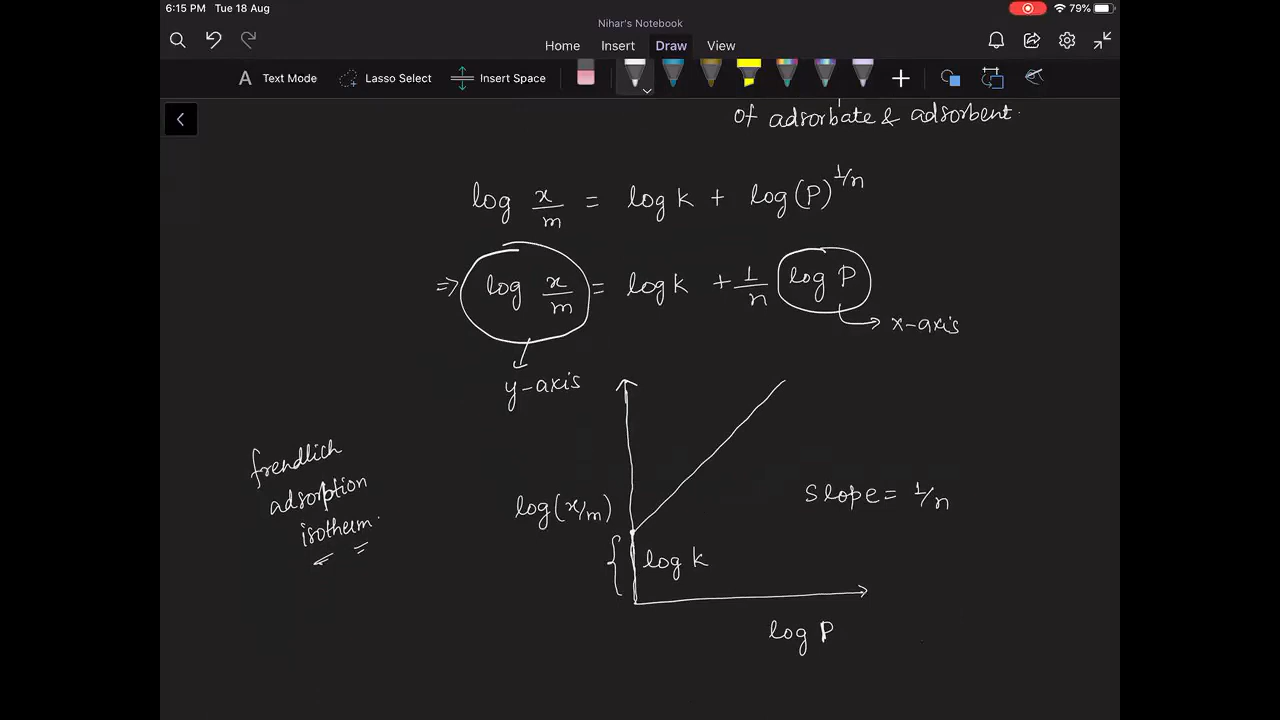 6:15 PM Tue 18 Aug
79%
Nihar's Notebook
Home Insert Draw View
A Text Mode Lasso Select Insert Space
of adsorbate & adsorbent.
log x/m = log k + log(P)^1/n
⇒ log x/m = log k + 1/n log P
x-axis
y-axis
frendlich
adsorption
isotherm.
log(x/m)
slope = 1/n
log k
log P